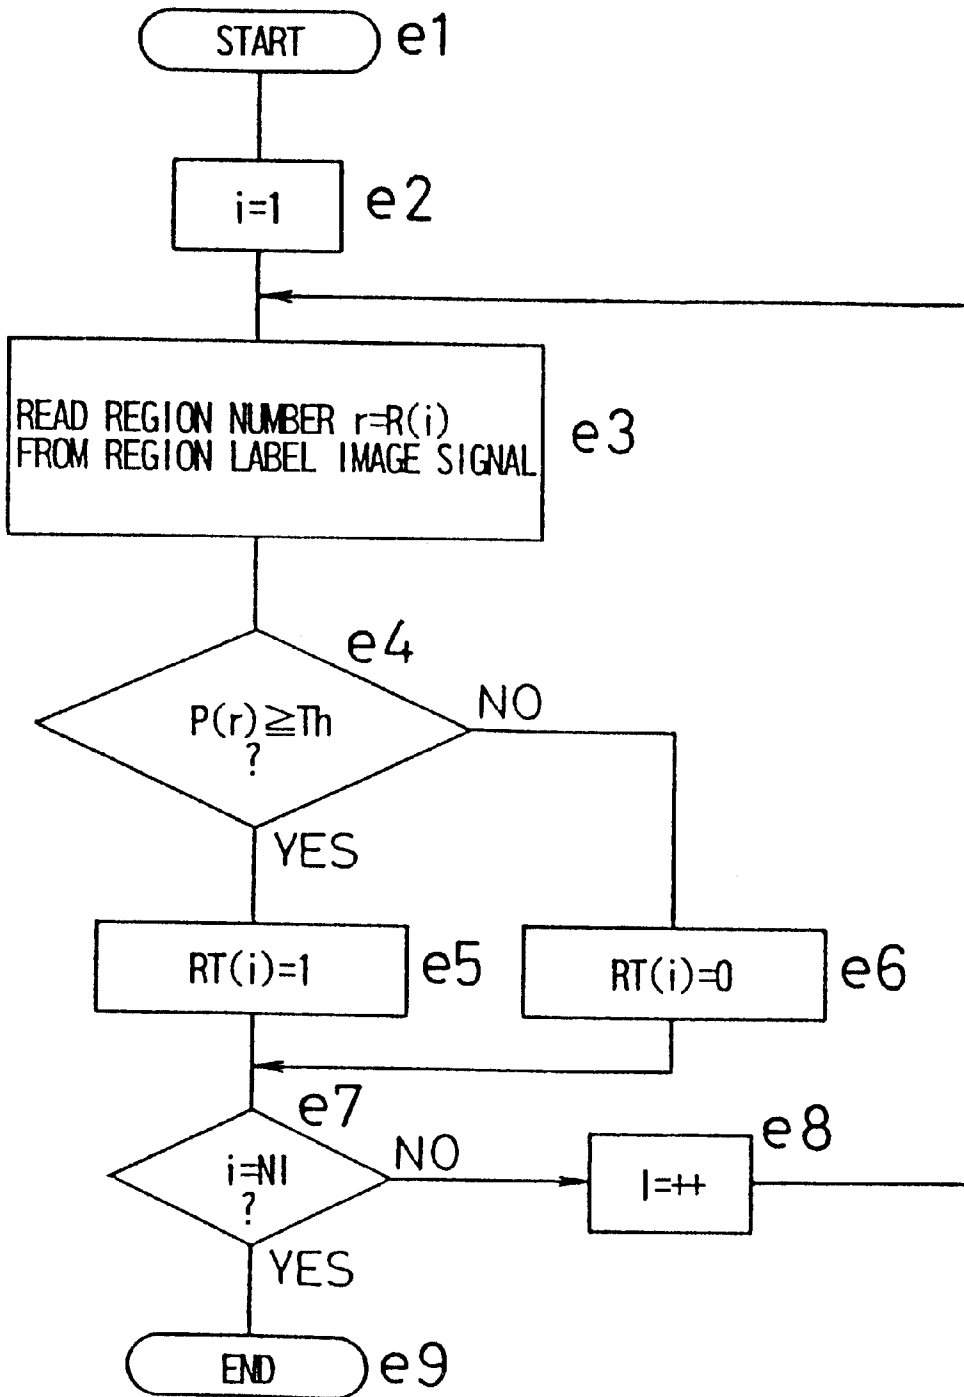 START e1
i=1 e2
READ REGION NUMBER r=R(i)
FROM REGION LABEL IMAGE SIGNAL
e3
e4
P(r)≧Th
?
NO
YES
RT(i)=1 e5
RT(i)=0 e6
e7
i=NI
?
NO
YES
e8
I=++
END e9